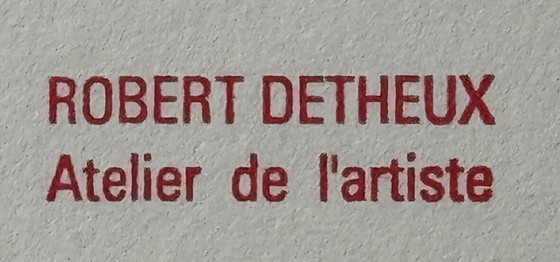 ROBERT DETHEUX
Atelier de l'artiste